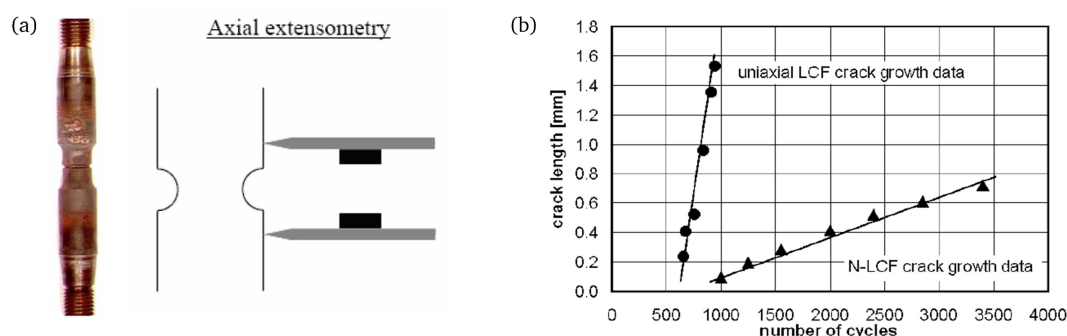 (a)
Axial extensometry
(b)
1.8
1.6
1.4
1.2
1.0
0.8
0.6
0.4
0.2
0.0
crack length [mm]
uniaxial LCF crack growth data
N-LCF crack growth data
0 500 1000 1500 2000 2500 3000 3500 4000
number of cycles